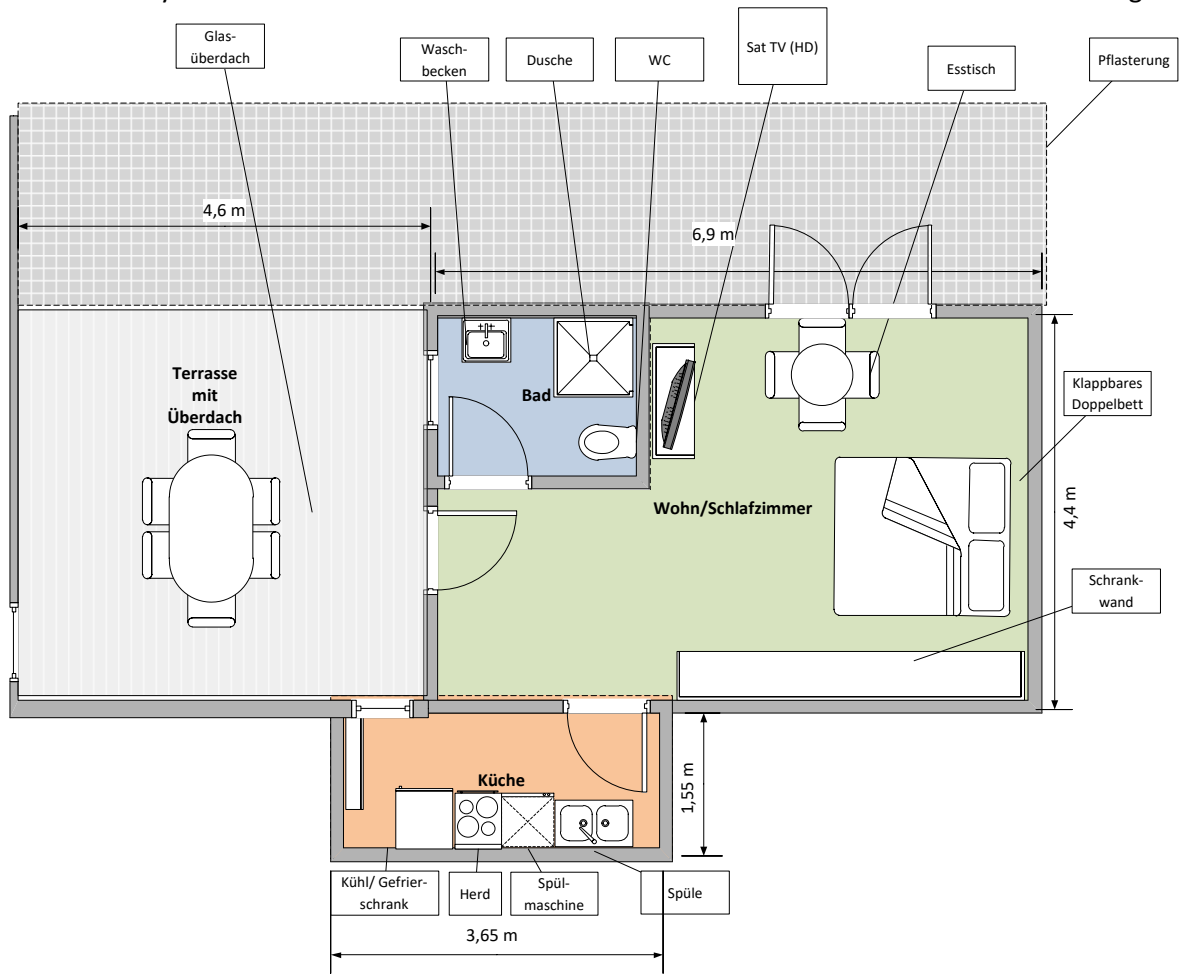 Glas-
überdach
Wasch-
becken
Dusche
WC
Sat TV (HD)
Esstisch
Pflasterung
4,6 m
6,9 m
Terrasse
mit
Überdach
Bad
Klappbares
Doppelbett
Wohn/Schlafzimmer
4,4 m
Schrank-
wand
Küche
1,55 m
Kühl/ Gefrier-
schrank
Herd
Spül-
maschine
Spüle
3,65 m